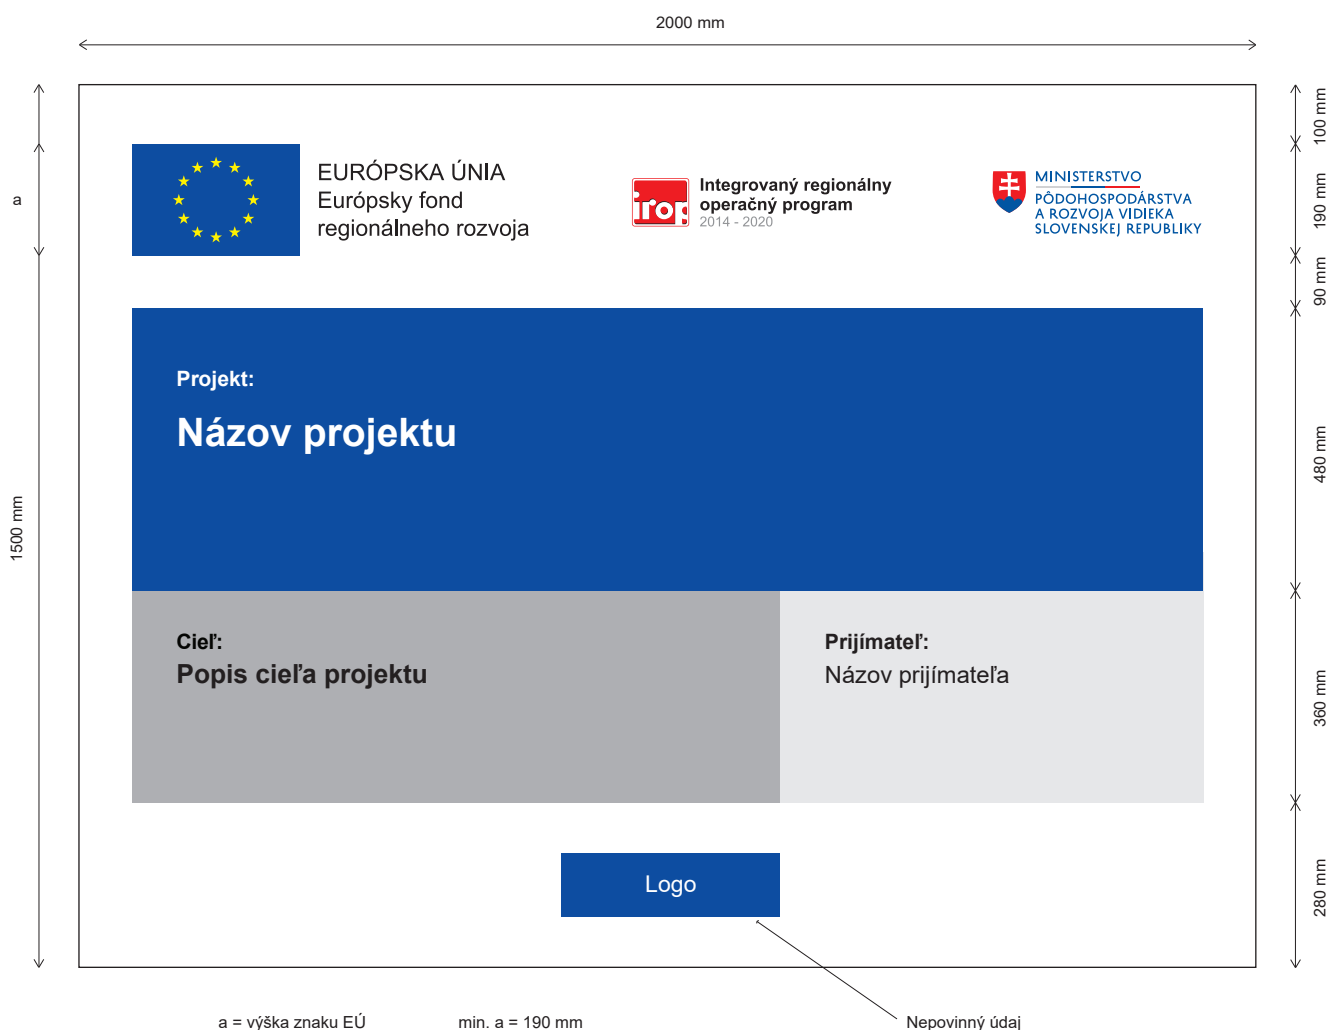 2000 mm
100 mm
a
190 mm
EURÓPSKA ÚNIA
Európsky fond
regionálneho rozvoja
irop
Integrovaný regionálny
operačný program
2014 - 2020
MINISTERSTVO
PÔDOHOSPODÁRSTVA
A ROZVOJA VIDIEKA
SLOVENSKEJ REPUBLIKY
90 mm
Projekt:
Názov projektu
480 mm
1500 mm
Cieľ:
Popis cieľa projektu
Prijímateľ:
Názov prijímateľa
360 mm
Logo
280 mm
a = výška znaku EÚ
min. a = 190 mm
Nepovinný údaj